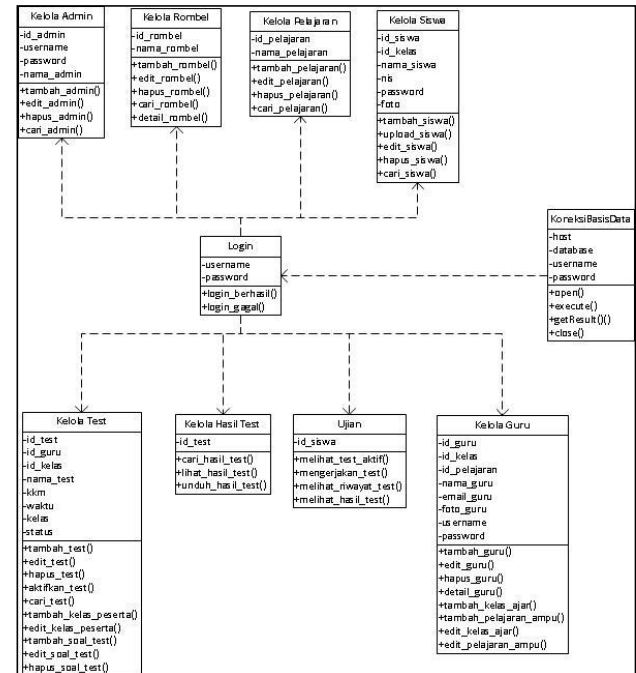 Kelola Admin
-id_admin
-username
-password
-nama_admin
+tambah_admin()
+edit_admin()
+hapus_admin()
+cari_admin()
Kelola Rombel
-id_rombel
-nama_rombel
+tambah_rombel()
+edit_rombel()
+hapus_rombel()
+cari_rombel()
+detail_rombel()
Kelola Pelajaran
-id_pelajaran
-nama_pelajaran
+tambah_pelajaran()
+edit_pelajaran()
+hapus_pelajaran()
+cari_pelajaran()
Kelola Siswa
-id_siswa
-id_kelas
-nama_siswa
-nis
-password
-foto
+tambah_siswa()
+upload_siswa()
+edit_siswa()
+hapus_siswa()
+cari_siswa()
Login
-username
-password
+login_berhasil()
+login_gagal()
KoneksiBasisData
-host
-database
-username
-password
+open()
+execute()
+getResult()()
+close()
Kelola Test
-id_test
-id_guru
-id_kelas
-nama_test
-kkm
-waktu
-kelas
-status
+tambah_test()
+edit_test()
+hapus_test()
+aktifkan_test()
+cari_test()
+tambah_kelas_peserta()
+edit_kelas_peserta()
+tambah_soal_test()
+edit_soal_test()
+hapus_soal_test()
Kelola Hasil Test
-id_test
+cari_hasil_test()
+lihat_hasil_test()
+unduh_hasil_test()
Ujian
-id_siswa
+melihat_test_aktif()
+mengerjakan_test()
+melihat_riwayat_test()
+melihat_hasil_test()
Kelola Guru
-id_guru
-id_kelas
-id_pelajaran
-nama_guru
-email_guru
-foto_guru
-username
-password
+tambah_guru()
+edit_guru()
+hapus_guru()
+detail_guru()
+tambah_kelas_ajar()
+tambah_pelajaran_ampu()
+edit_kelas_ajar()
+edit_pelajaran_ampu()